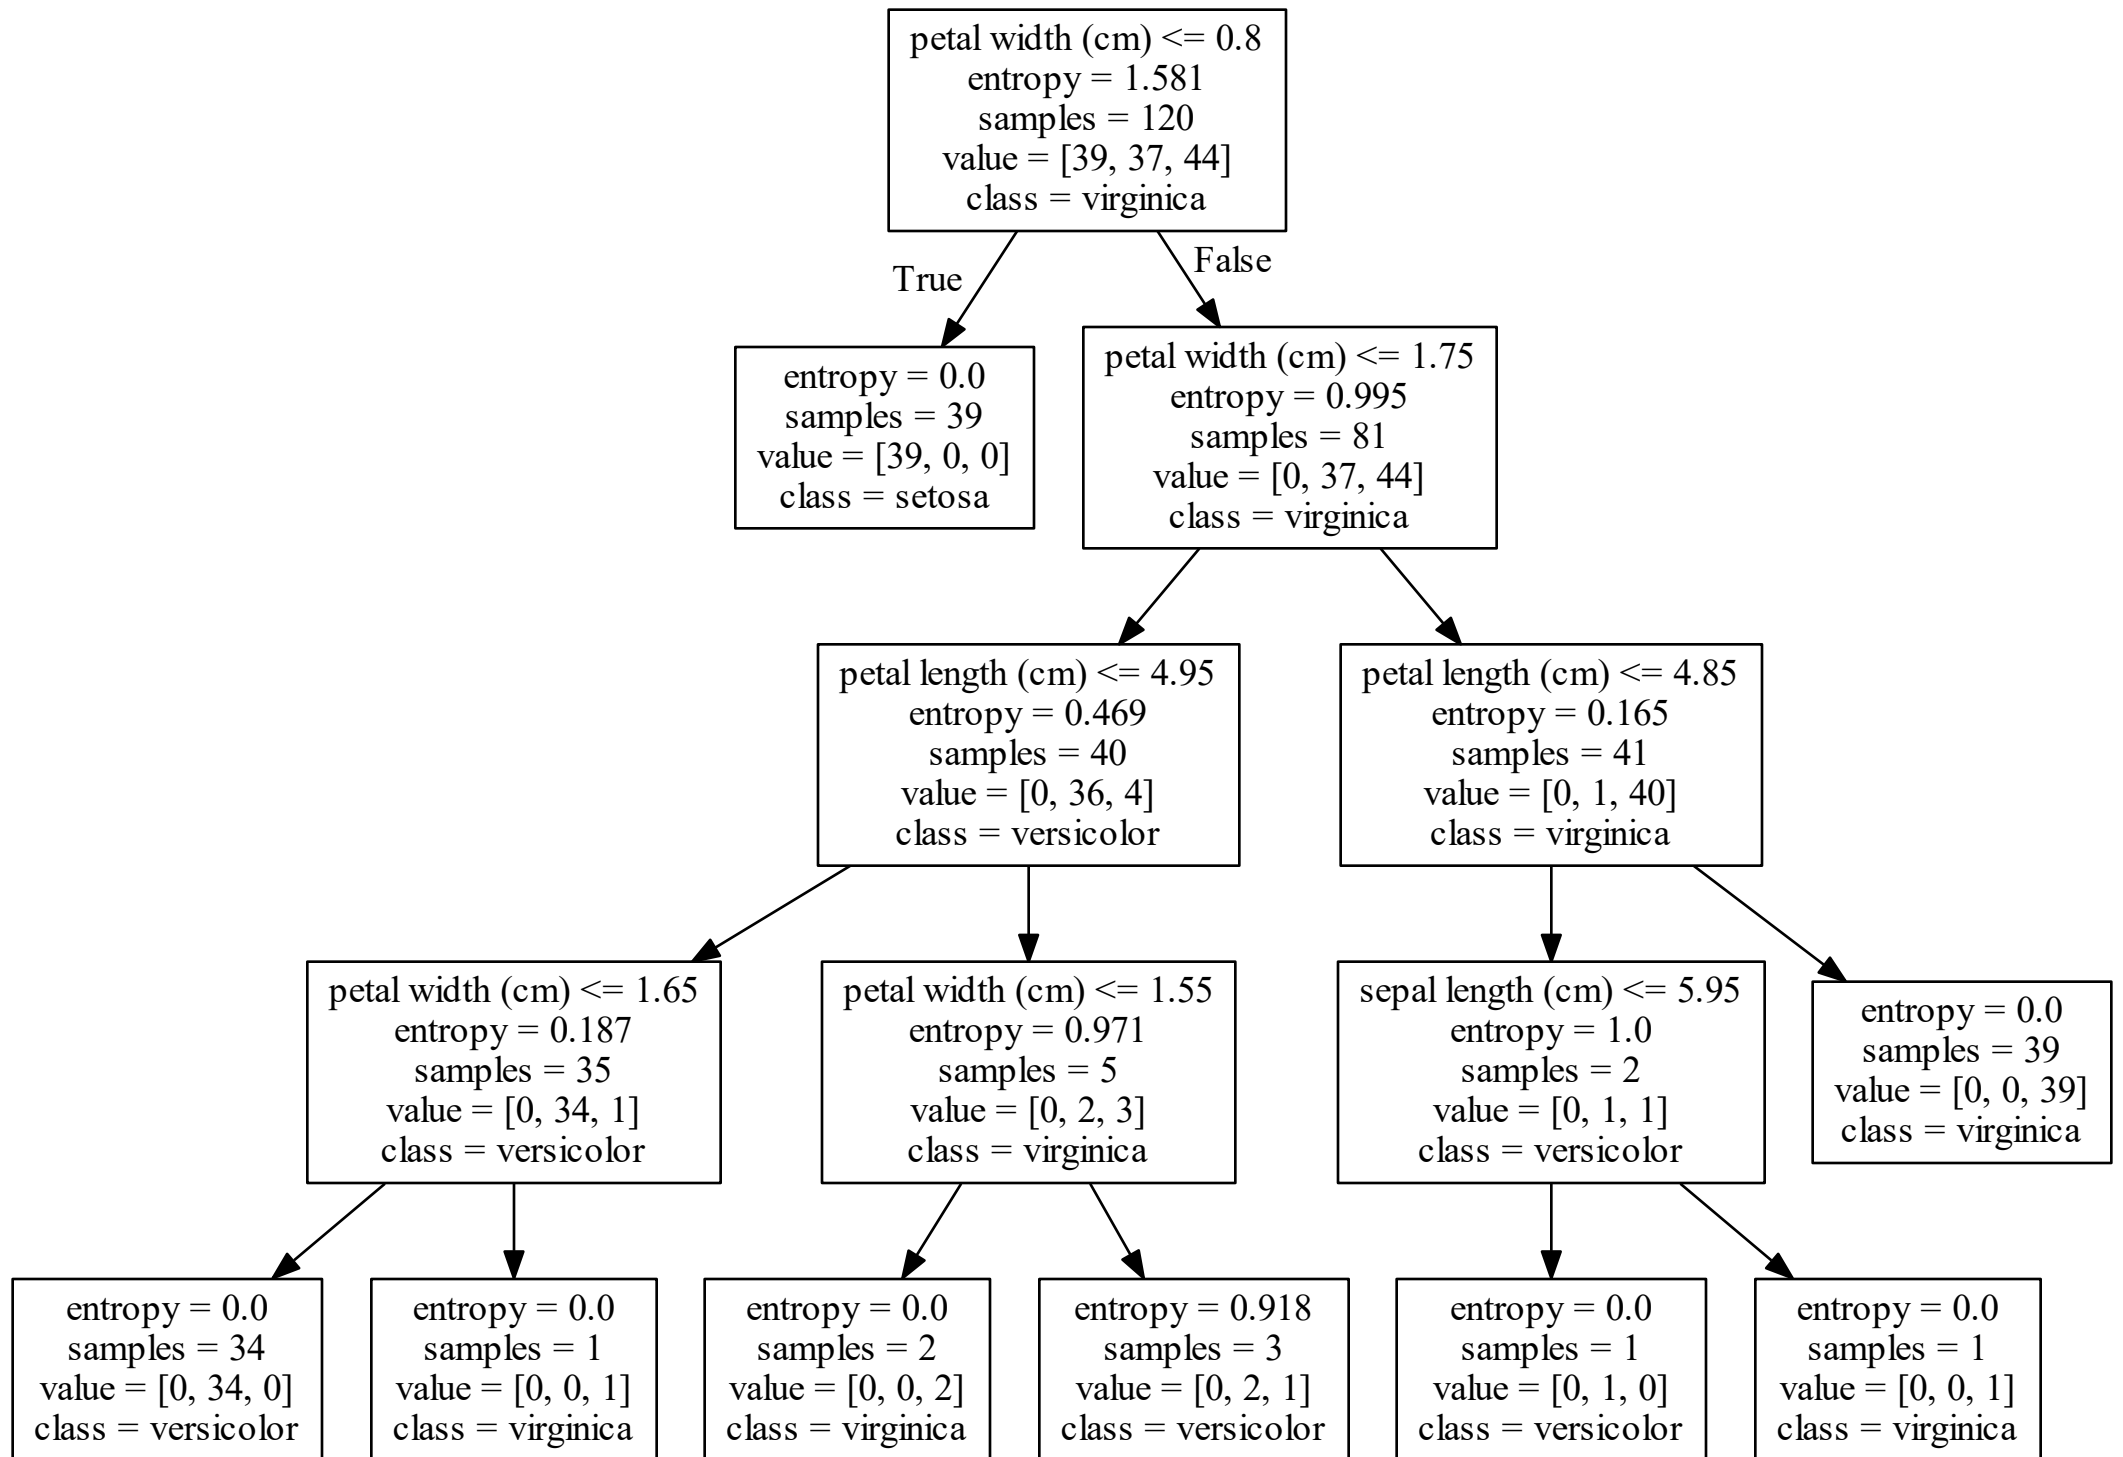 petal width (cm) <= 0.8
entropy = 1.581
samples = 120
value = [39, 37, 44]
class = virginica
True
False
entropy = 0.0
samples = 39
value = [39, 0, 0]
class = setosa
petal width (cm) <= 1.75
entropy = 0.995
samples = 81
value = [0, 37, 44]
class = virginica
petal length (cm) <= 4.95
entropy = 0.469
samples = 40
value = [0, 36, 4]
class = versicolor
petal length (cm) <= 4.85
entropy = 0.165
samples = 41
value = [0, 1, 40]
class = virginica
petal width (cm) <= 1.65
entropy = 0.187
samples = 35
value = [0, 34, 1]
class = versicolor
petal width (cm) <= 1.55
entropy = 0.971
samples = 5
value = [0, 2, 3]
class = virginica
sepal length (cm) <= 5.95
entropy = 1.0
samples = 2
value = [0, 1, 1]
class = versicolor
entropy = 0.0
samples = 39
value = [0, 0, 39]
class = virginica
entropy = 0.0
samples = 34
value = [0, 34, 0]
class = versicolor
entropy = 0.0
samples = 1
value = [0, 0, 1]
class = virginica
entropy = 0.0
samples = 2
value = [0, 0, 2]
class = virginica
entropy = 0.918
samples = 3
value = [0, 2, 1]
class = versicolor
entropy = 0.0
samples = 1
value = [0, 1, 0]
class = versicolor
entropy = 0.0
samples = 1
value = [0, 0, 1]
class = virginica